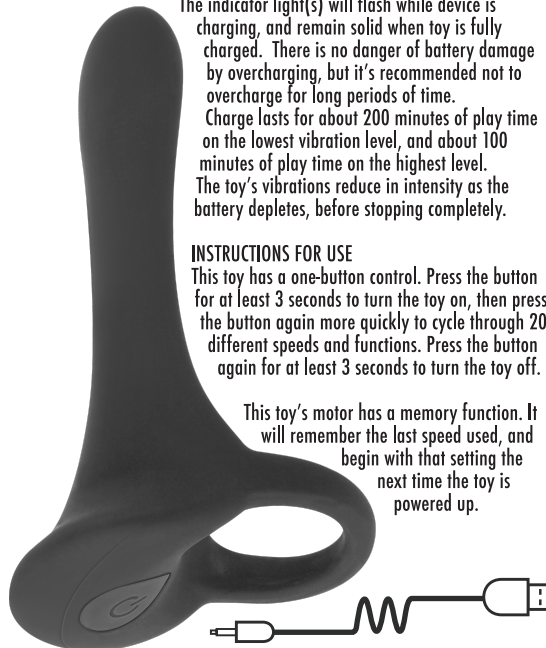 The indicator light(s) will flash while device is
charging, and remain solid when toy is fully
charged.  There is no danger of battery damage
by overcharging, but it's recommended not to
overcharge for long periods of time.
Charge lasts for about 200 minutes of play time
on the lowest vibration level, and about 100
minutes of play time on the highest level.
The toy's vibrations reduce in intensity as the
battery depletes, before stopping completely.
INSTRUCTIONS FOR USE
This toy has a one-button control. Press the button
for at least 3 seconds to turn the toy on, then press
the button again more quickly to cycle through 20
different speeds and functions. Press the button
again for at least 3 seconds to turn the toy off.
This toy's motor has a memory function. It
will remember the last speed used, and
begin with that setting the
next time the toy is
powered up.